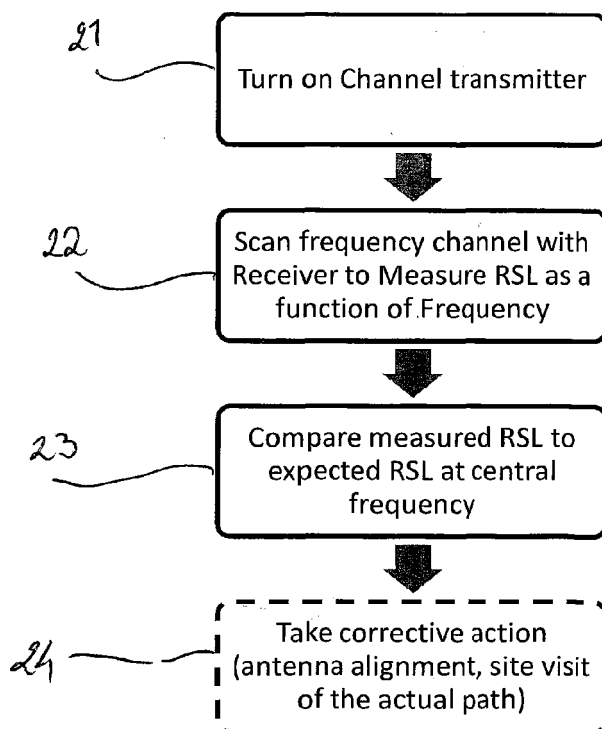 21
Turn on Channel transmitter
22
Scan frequency channel with
Receiver to Measure RSL as a
function of Frequency
23
Compare measured RSL to
expected RSL at central
frequency
24
Take corrective action
(antenna alignment, site visit
of the actual path)